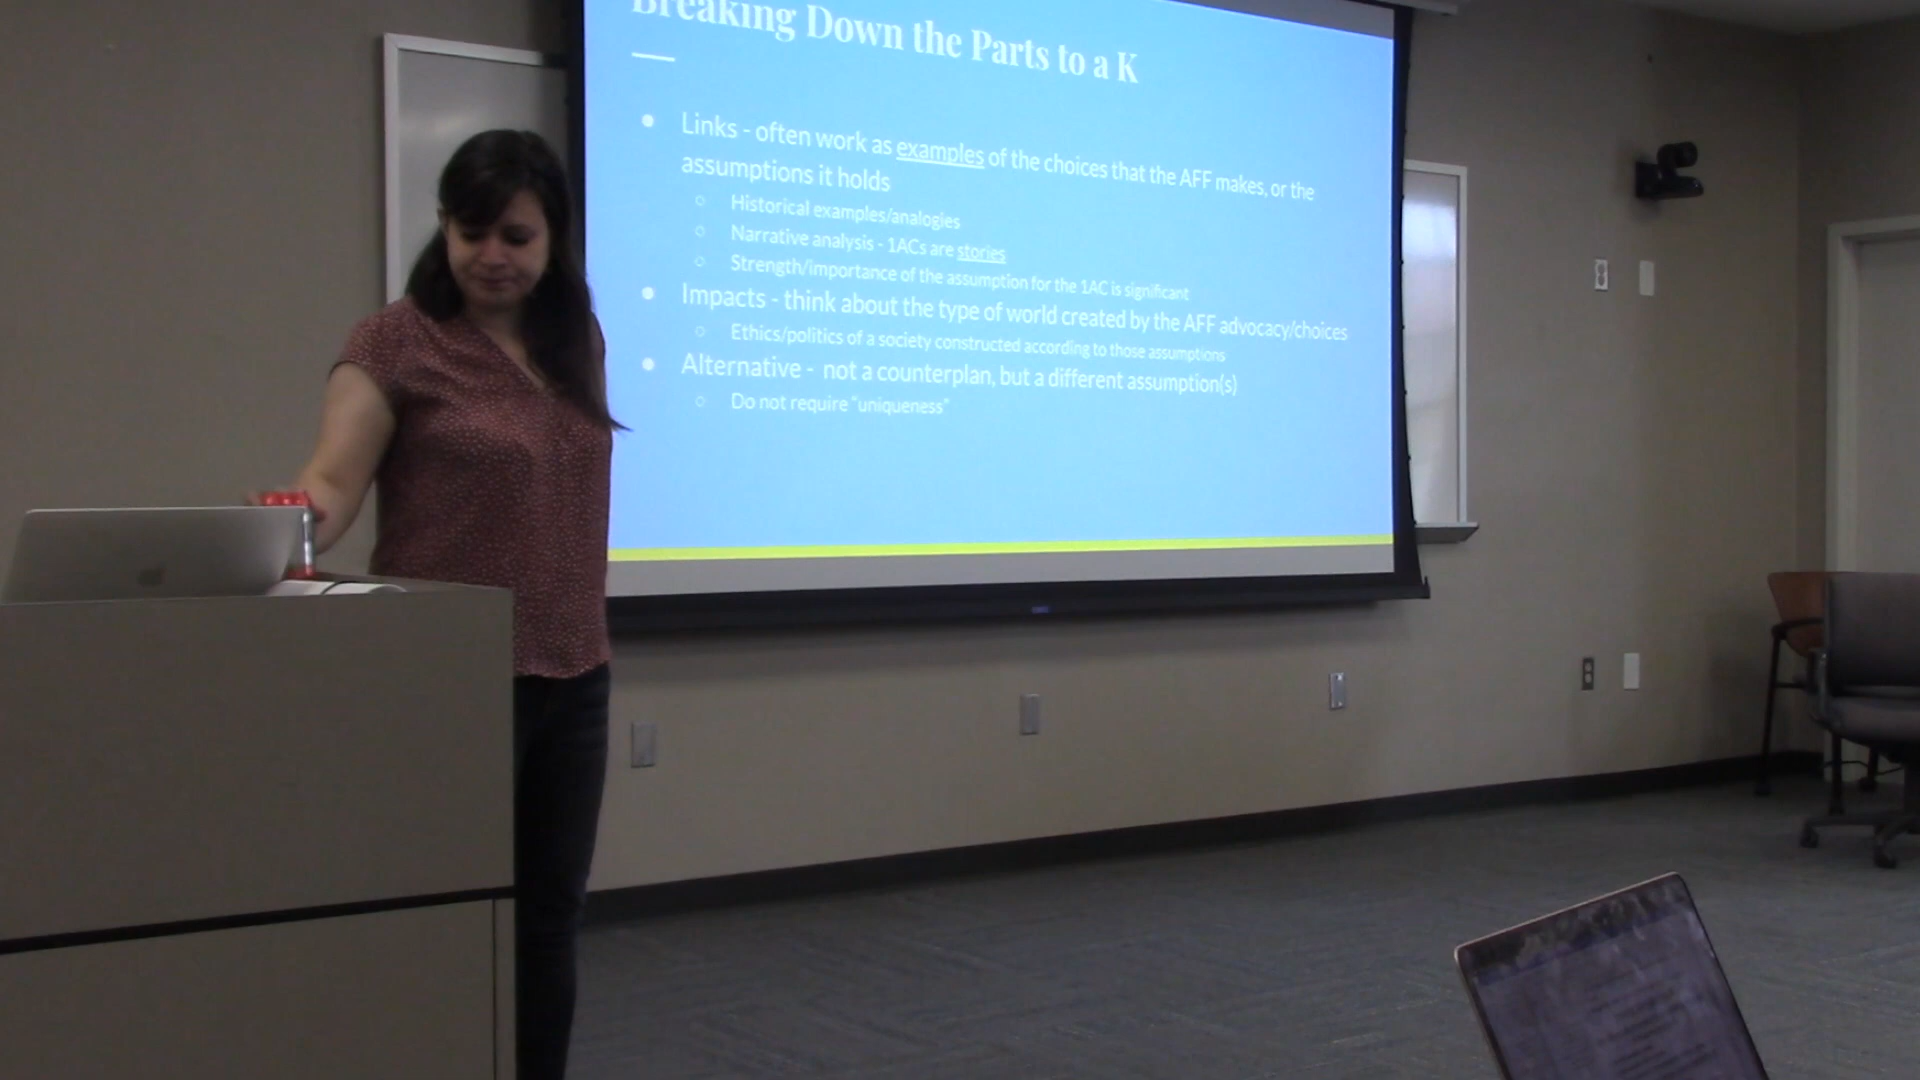 Breaking Down the Parts to a K
Links - often work as examples of the choices that the AFF makes, or the
assumptions it holds
Historical examples/analogies
Narrative analysis - 1ACs are stories
Strength/importance of the assumption for the 1AC is significant
Impacts - think about the type of world created by the AFF advocacy/choices
Ethics/politics of a society constructed according to those assumptions
Alternative - not a counterplan, but a different assumption(s)
Do not require "uniqueness"